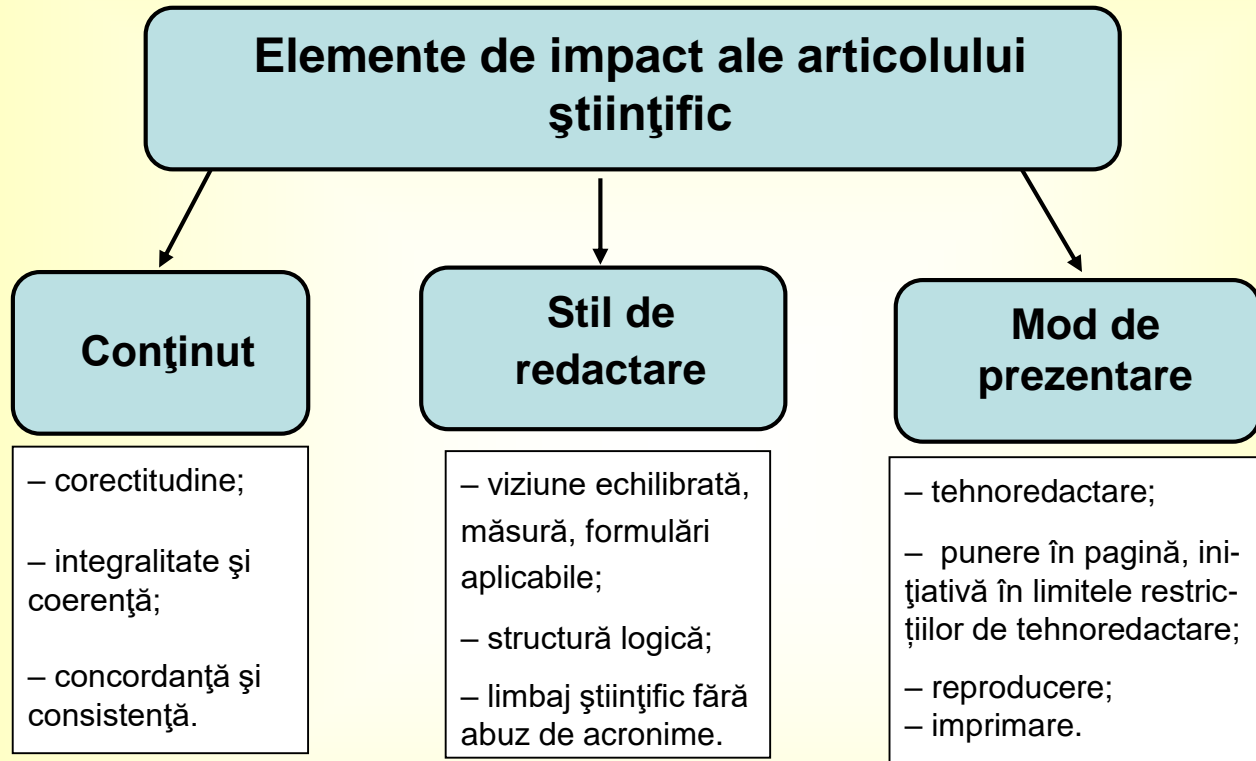 Elemente de impact ale articolului
ştiinţific
Conţinut
– corectitudine;
– integralitate şi
coerenţă;
– concordanţă şi
consistenţă.
Stil de
redactare
– viziune echilibrată,
măsură, formulări
aplicabile;
– structură logică;
– limbaj ştiinţific fără
abuz de acronime.
Mod de
prezentare
– tehnoredactare;
– punere în pagină, ini-
ţiativă în limitele restric-
țiilor de tehnoredactare;
– reproducere;
– imprimare.